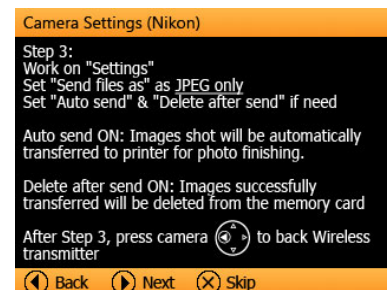 Camera Settings (Nikon)
Step 3:
Work on "Settings"
Set "Send files as" as JPEG only
Set "Auto send" & "Delete after send" if need
Auto send ON: Images shot will be automatically
transferred to printer for photo finishing.
Delete after send ON: Images successfully
transferred will be deleted from the memory card
After Step 3, press camera to back Wireless
transmitter
Back Next Skip